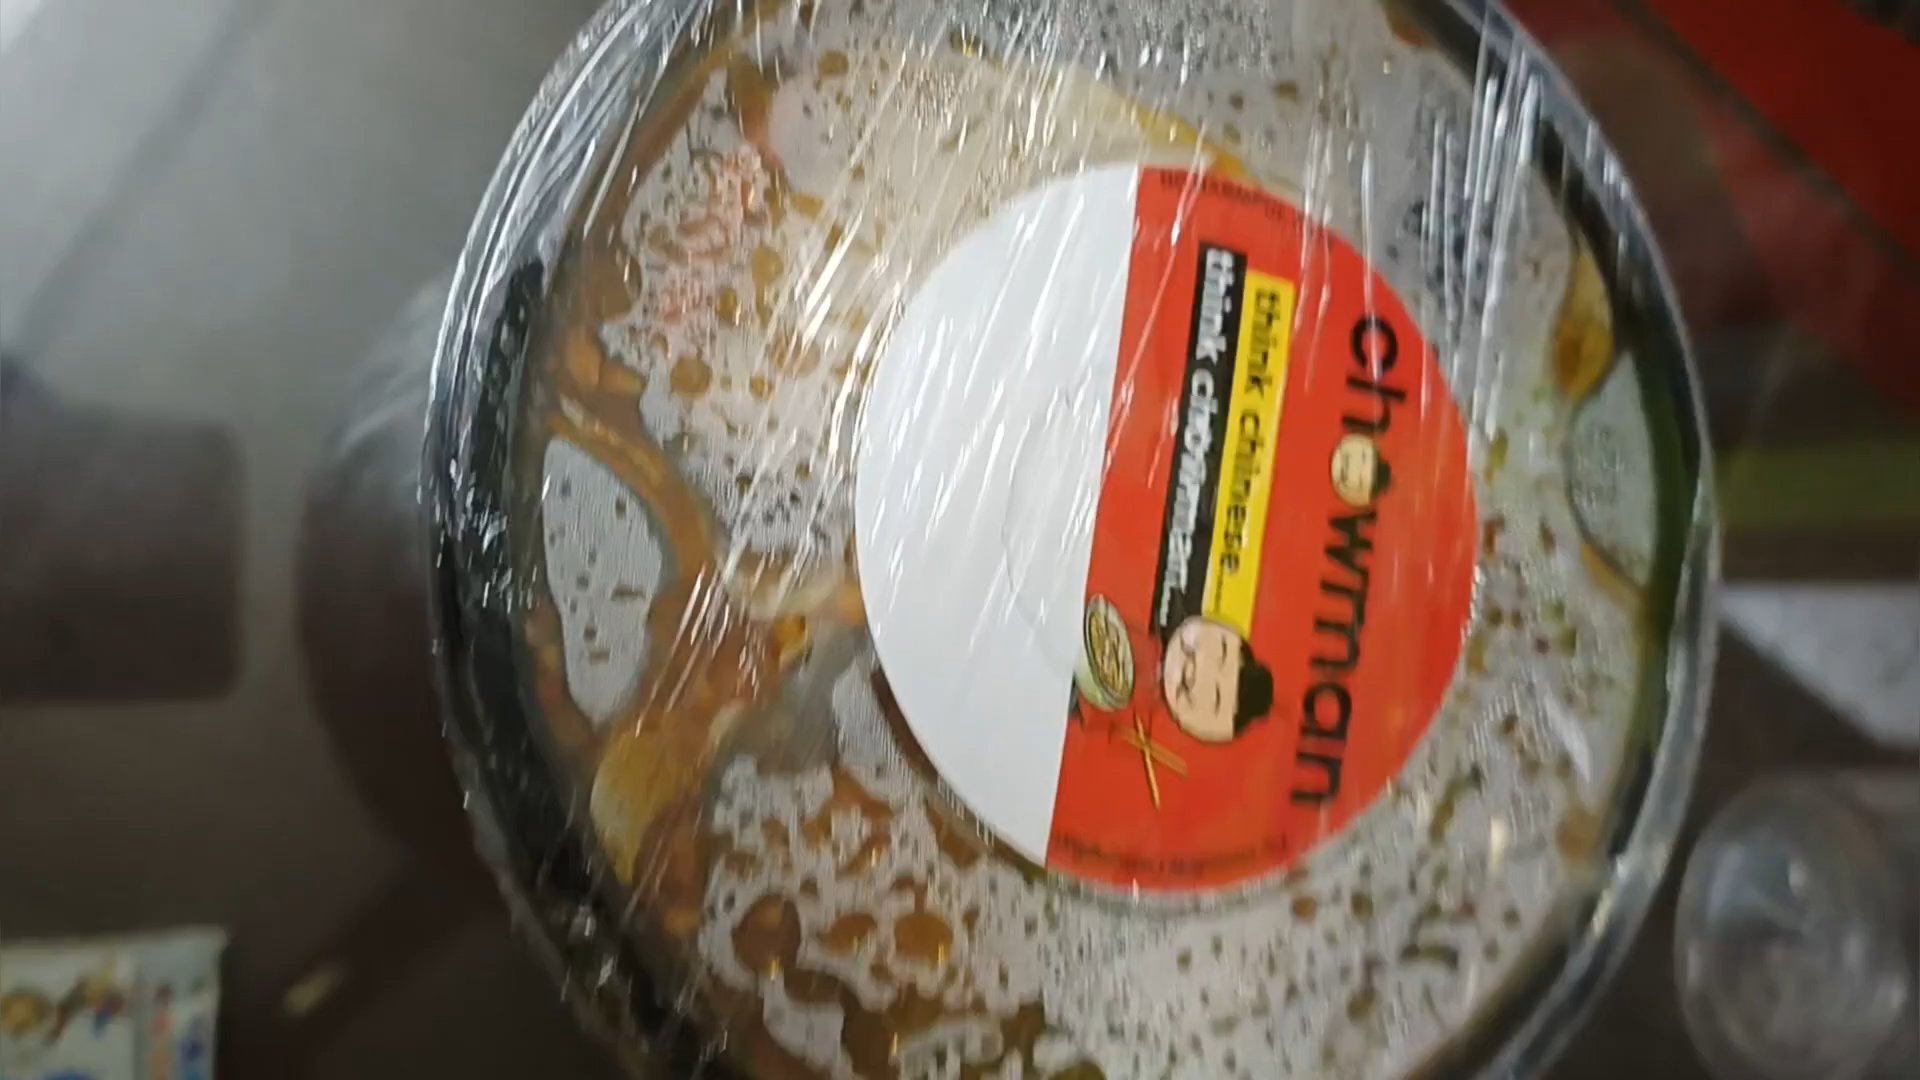 chowman
think chinese......
think chowman....